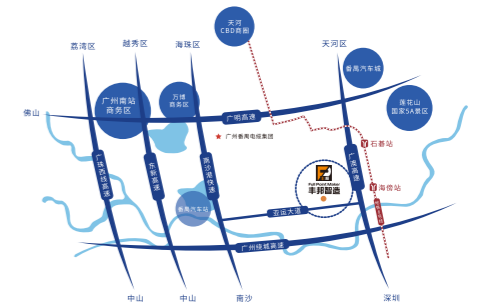 天河
CBD商圈
荔湾区
越秀区
海珠区
天河区
番禺汽车城
广州南站
商务区
万博
商务区
莲花山
国家5A景区
佛山
广明高速
广州番禺电缆集团
石碁站
广珠西线高速
东新高速
南沙港快速
广澳高速
Full Point Maker
丰邦智造
海傍站
番禺汽车站
亚运大道
广州绕城高速
中山
中山
南沙
深圳